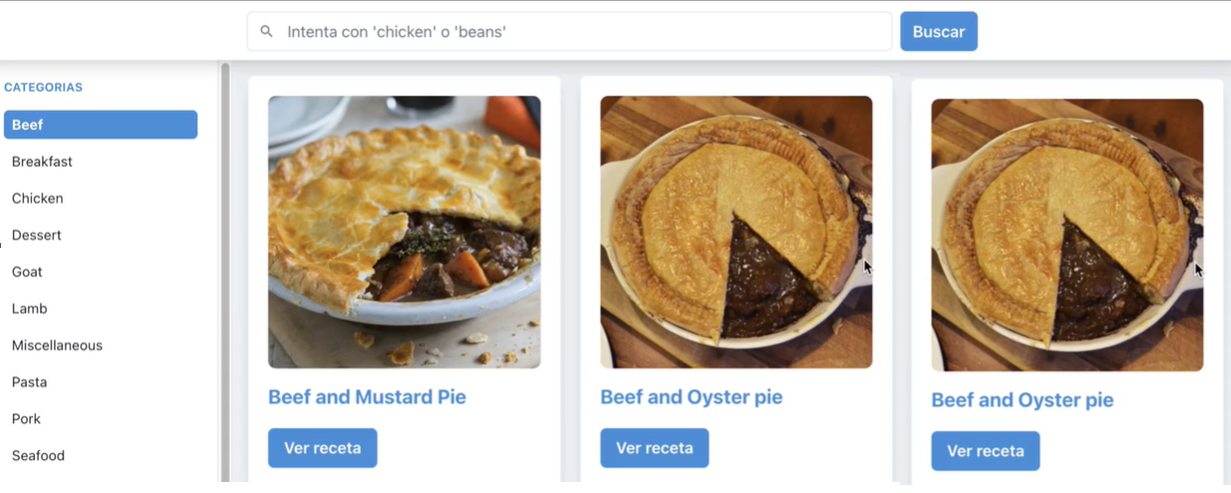 Intenta con 'chicken' o 'beans'
Buscar
CATEGORIAS
Beef
Breakfast
Chicken
Dessert
Goat
Lamb
Miscellaneous
Pasta
Pork
Seafood
Beef and Mustard Pie
Ver receta
Beef and Oyster pie
Ver receta
Beef and Oyster pie
Ver receta